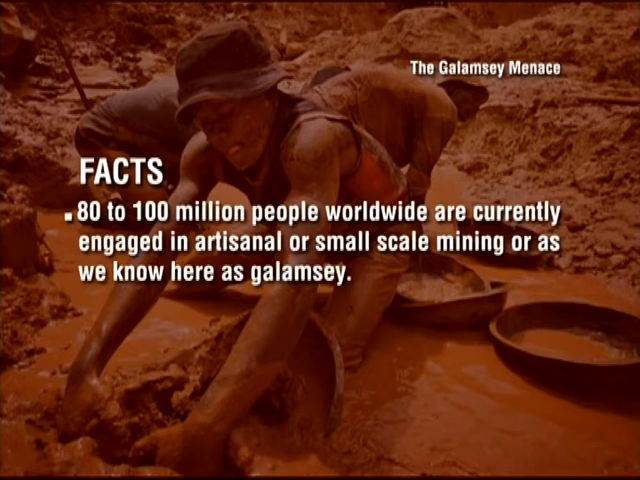 The Galamsey Menace
FACTS
▪ 80 to 100 million people worldwide are currently
engaged in artisanal or small scale mining or as
we know here as galamsey.